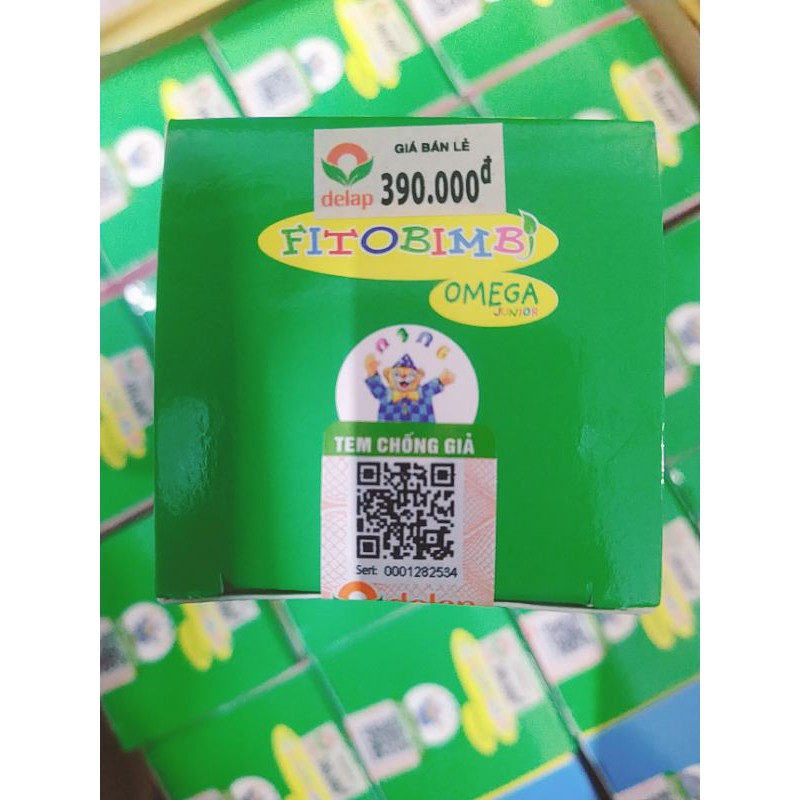 GIÁ BÁN LẺ
delap 390.000đ
FITOBIMBI
OMEGA
JUNIOR
TEM CHỐNG GIẢ
Seri: 0001282534
delap